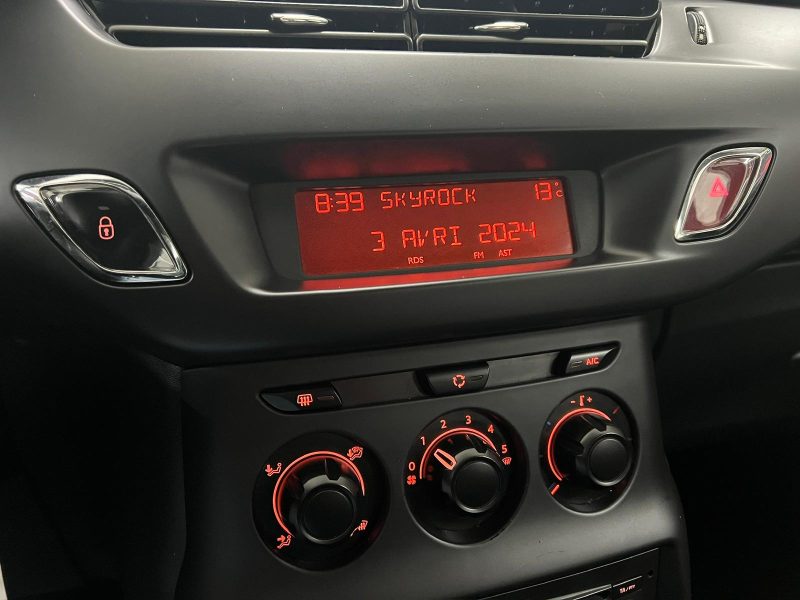 8:39 SKYROCK 13°C
3 AVRI 2024
RDS FM AST
A/C
0 1 2 3 4 5
- +